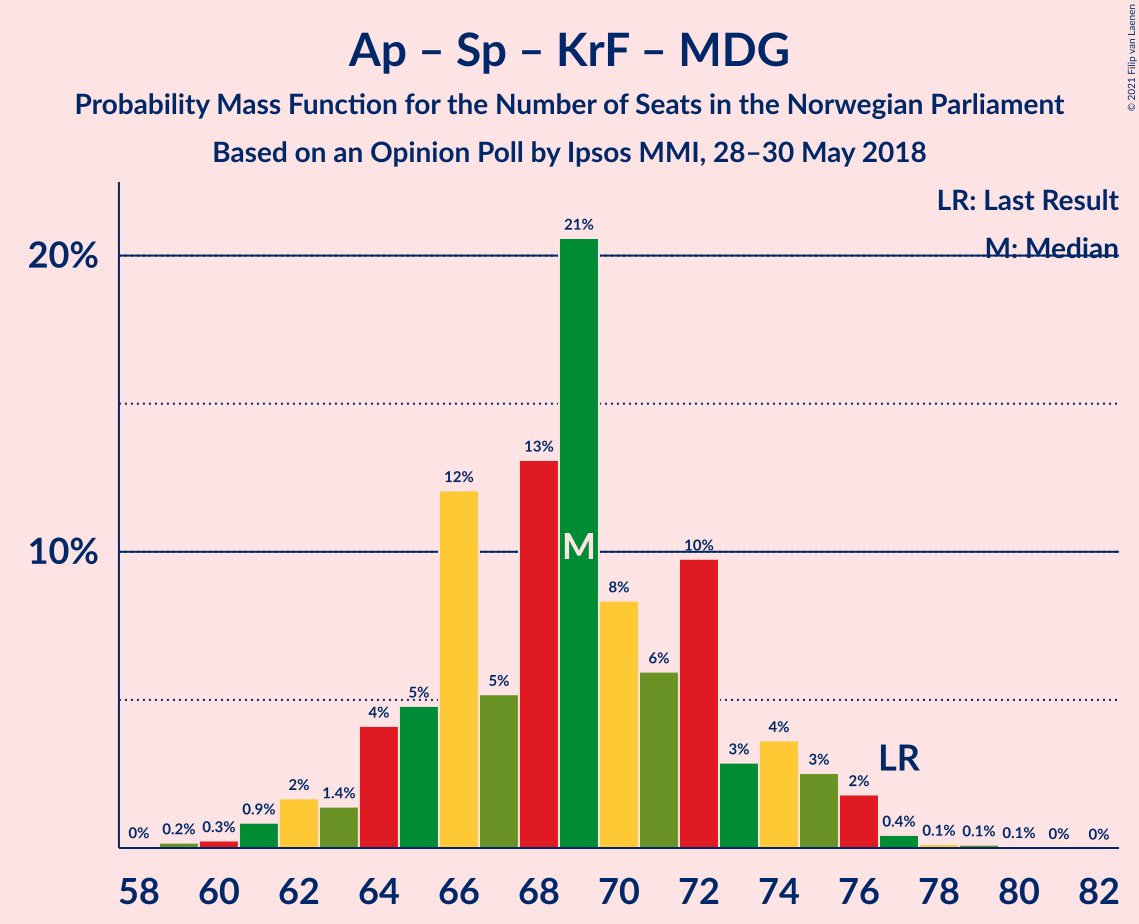 Ap – Sp – KrF – MDG
Probability Mass Function for the Number of Seats in the Norwegian Parliament
Based on an Opinion Poll by Ipsos MMI, 28–30 May 2018
© 2021 Filip van Laenen
LR: Last Result
M: Median
20%
10%
0% 0.2% 0.3% 0.9% 2% 1.4% 4% 5% 12% 5% 13% 21% 8% 6% 10% 3% 4% 3% 2% 0.4% 0.1% 0.1% 0.1% 0% 0%
M
LR
58 60 62 64 66 68 70 72 74 76 78 80 82